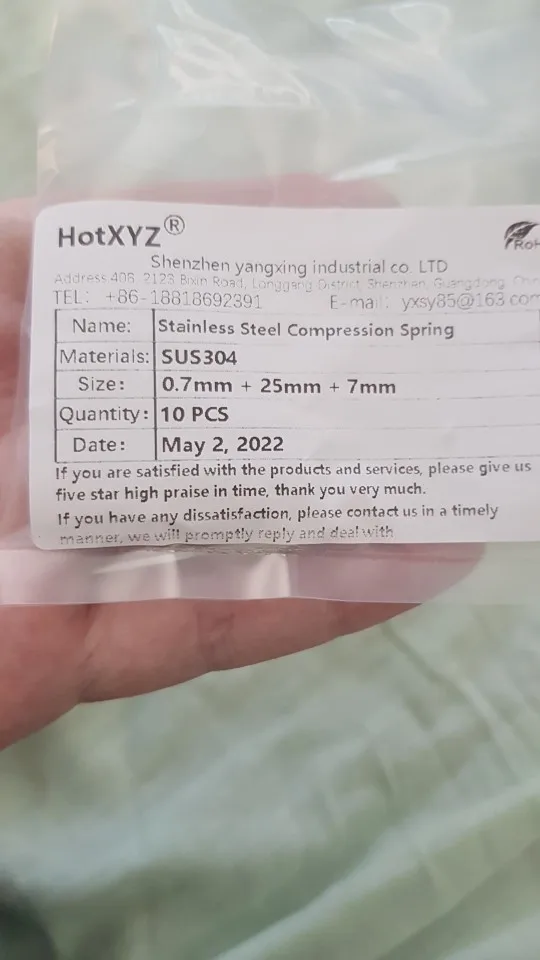 HotXYZ®
RoH
Shenzhen yangxing industrial co. LTD
Address 406, 2123 Bixin Road, Longgang District, Shenzhen, Guangdong,
TEL: +86-18818692391 E-mail: yxsy85@163 com
Name: Stainless Steel Compression Spring
Materials: SUS304
Size: 0.7mm + 25mm + 7mm
Quantity: 10 PCS
Date: May 2, 2022
If you are satisfied with the products and services, please give us
five star high praise in time, thank you very much.
If you have any dissatisfaction, please contact us in a timely
manner, we will promptly reply and deal with